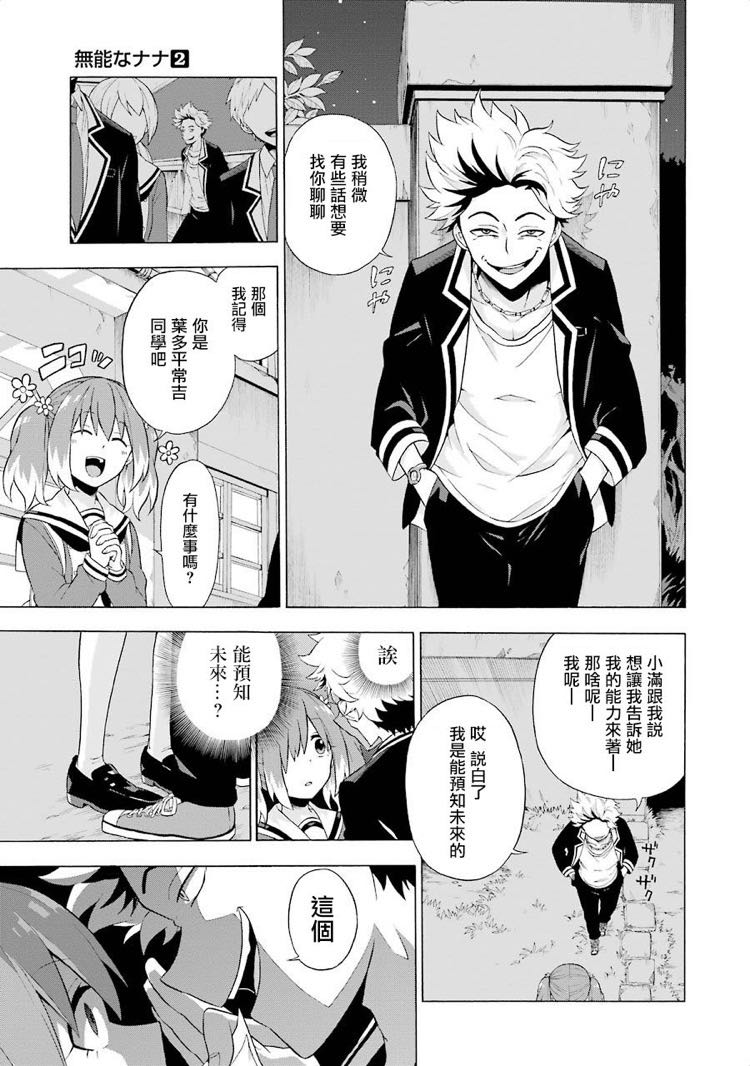 無能なナナ2
我稍微
有些話想要
找你聊聊
にや
にや
那個
我記得
你是
葉多平常吉
同學吧
ニコッ
有什麼事嗎？
小滿跟我說
想讓我告訴她
我的能力來著ー
那啥呢ー
我呢ー
哎 說白了
我是能預知未來的
ザクザク
誒
能預知
未來…？
這個